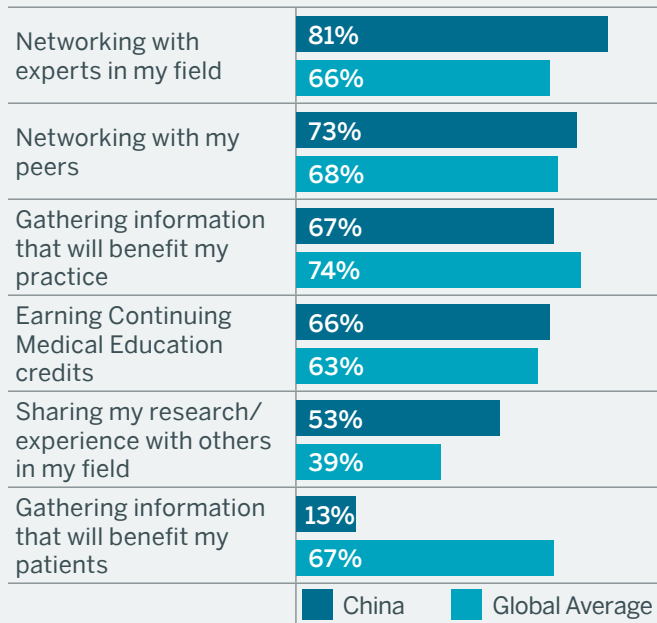 Networking with
experts in my field
81%
66%
Networking with my
peers
73%
68%
Gathering information
that will benefit my
practice
67%
74%
Earning Continuing
Medical Education
credits
66%
63%
Sharing my research/
experience with others
in my field
53%
39%
Gathering information
that will benefit my
patients
13%
67%
China
Global Average